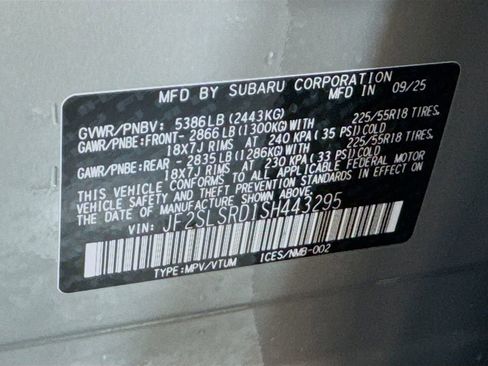 MFD BY SUBARU CORPORATION
MFD IN 09/25
GVWR/PNBV: 5386LB(2443KG)
GAWR/PNBE:FRONT- 2866LB(1300KG)WITH 225/55R18 TIRES,
18X7J RIMS AT 240 KPA(35 PSI)COLD
GAWR/PNBE:REAR - 2835LB(1286KG)WITH 225/55R18 TIRES,
18X7J RIMS AT 230 KPA(33 PSI)COLD
THIS VEHICLE CONFORMS TO ALL APPLICABLE FEDERAL MOTOR
VEHICLE SAFETY AND THEFT PREVENTION STANDARDS IN EFFECT ON THE
DATE OF MANUFACTURE SHOWN ABOVE.
VIN: JF2SLSRD1SH443295
TYPE:MPV/VTUM ICES/NMB-002